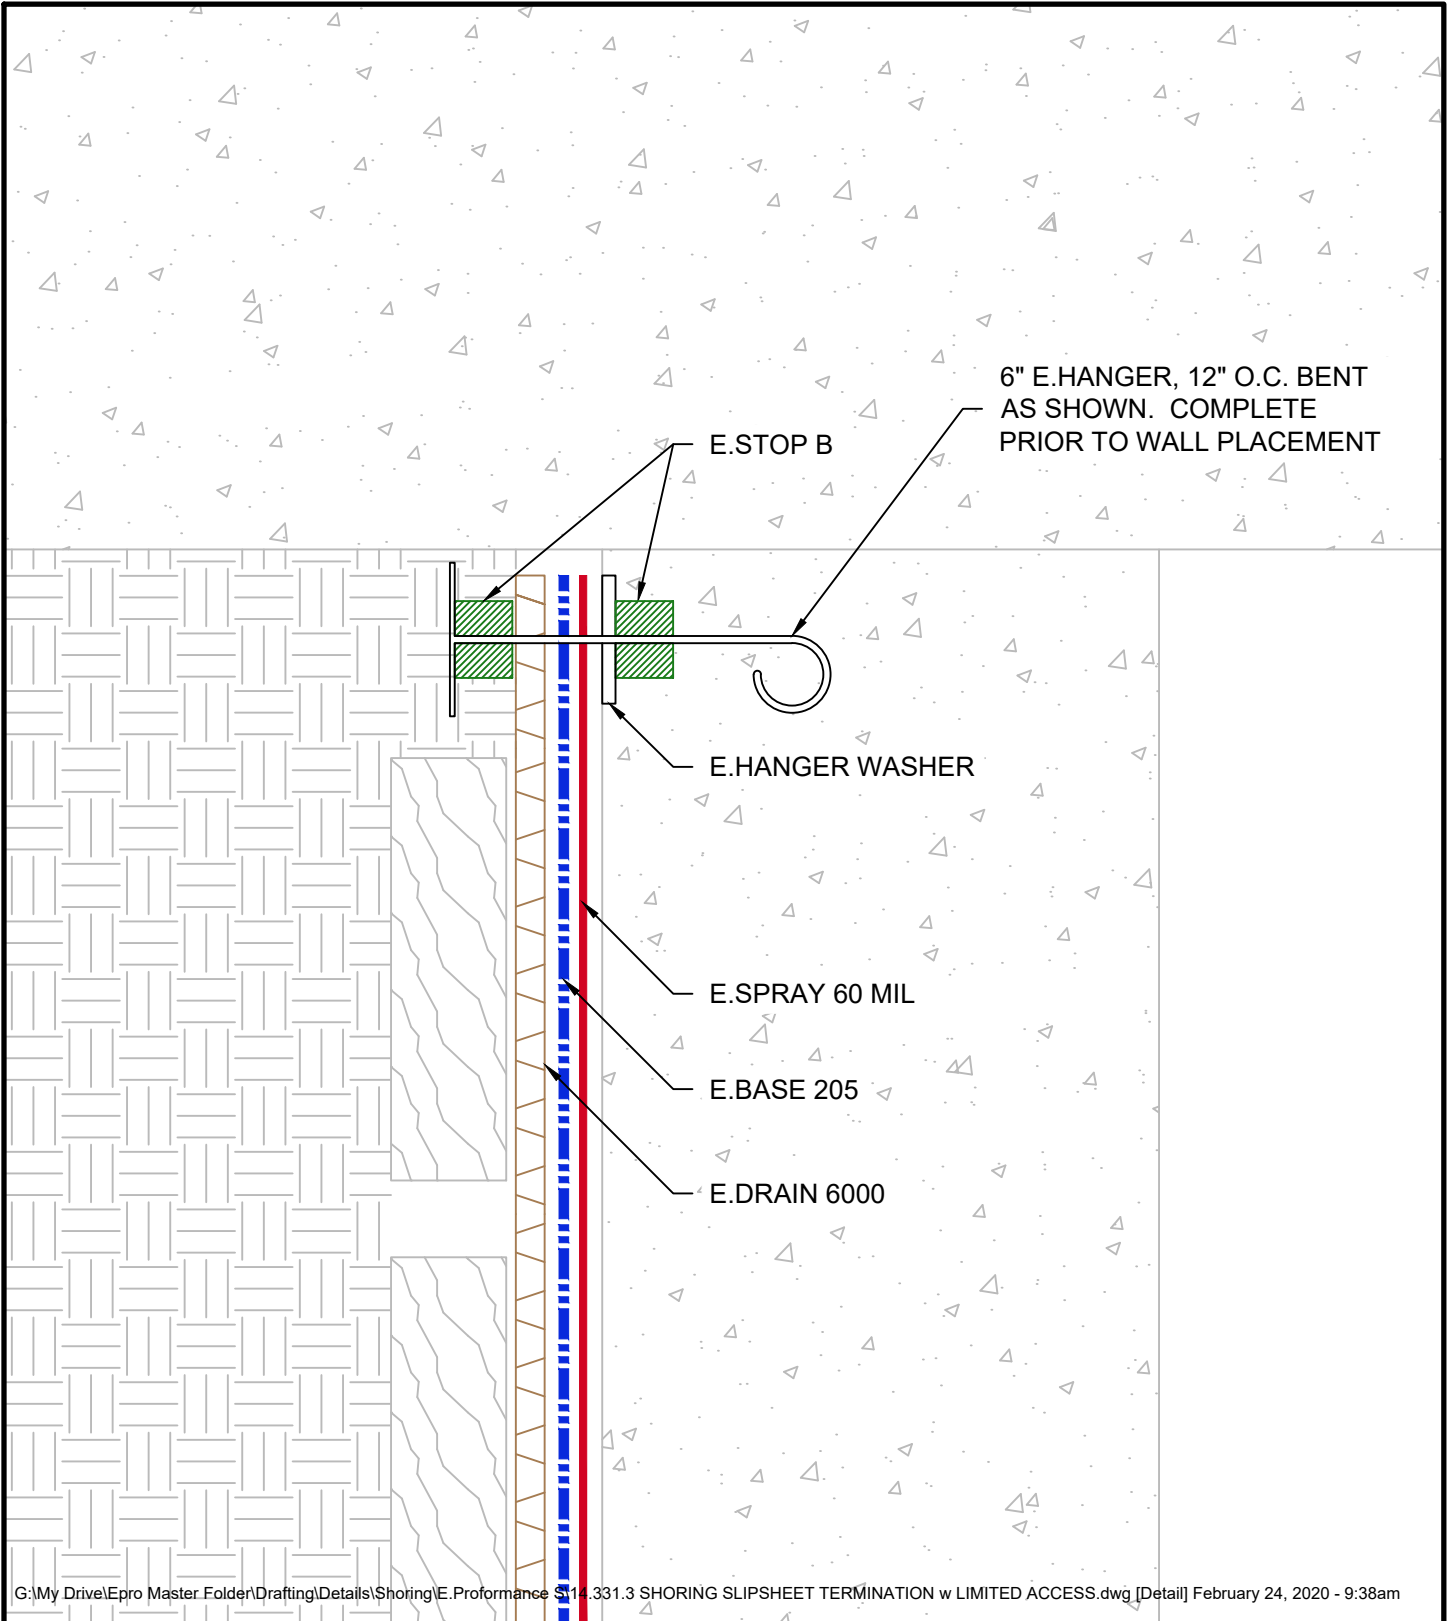 6" E.HANGER, 12" O.C. BENT
AS SHOWN. COMPLETE
PRIOR TO WALL PLACEMENT
E.STOP B
E.HANGER WASHER
E.SPRAY 60 MIL
E.BASE 205
E.DRAIN 6000
G:\My Drive\Epro Master Folder\Drafting\Details\Shoring\E.Proformance S\14.331.3 SHORING SLIPSHEET TERMINATION w LIMITED ACCESS.dwg [Detail] February 24, 2020 - 9:38am